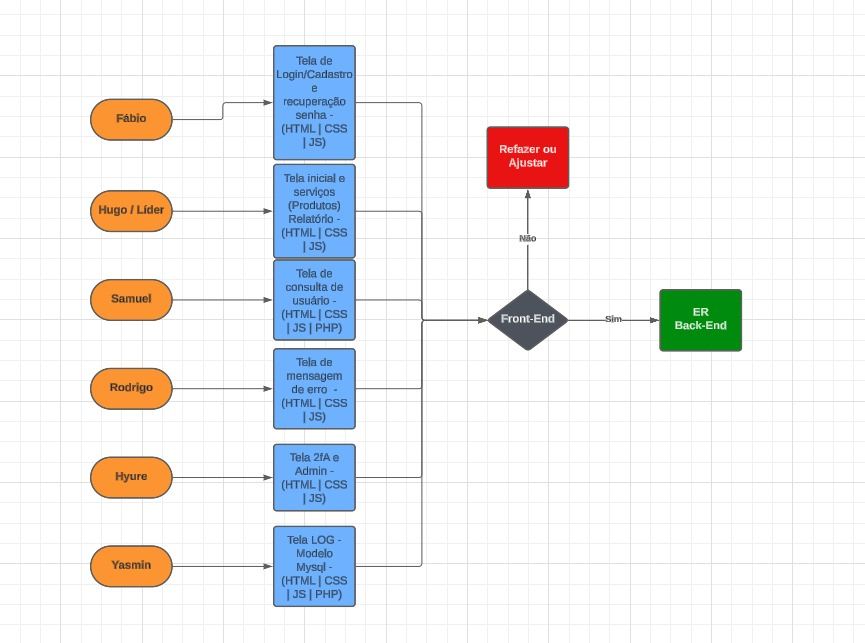 Fábio
Tela de
Login/Cadastro
e
recuperação
senha -
(HTML | CSS
| JS)
Hugo / Líder
Tela inicial e
serviços
(Produtos)
Relatório -
(HTML | CSS
| JS)
Samuel
Tela de
consulta de
usuário -
(HTML | CSS
| JS | PHP)
Rodrigo
Tela de
mensagem
de erro -
(HTML | CSS
| JS)
Hyure
Tela 2fA e
Admin -
(HTML | CSS
| JS)
Yasmin
Tela LOG -
Modelo
Mysql -
(HTML | CSS
| JS | PHP)
Front-End
Não
Refazer ou
Ajustar
Sim
ER
Back-End